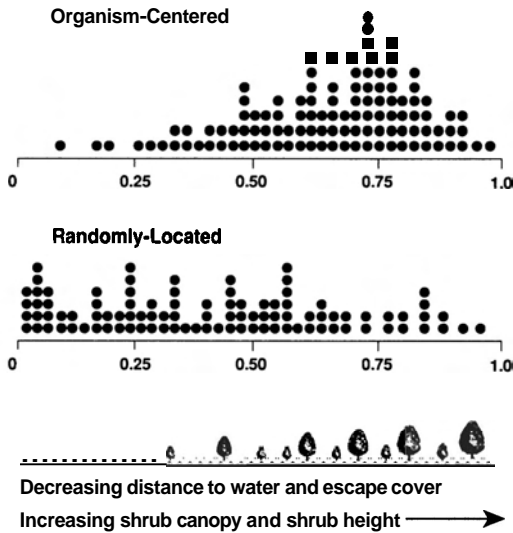 Organism-Centered
0 0.25 0.50 0.75 1.0
Randomly-Located
0 0.25 0.50 0.75 1.0
Decreasing distance to water and escape cover
Increasing shrub canopy and shrub height